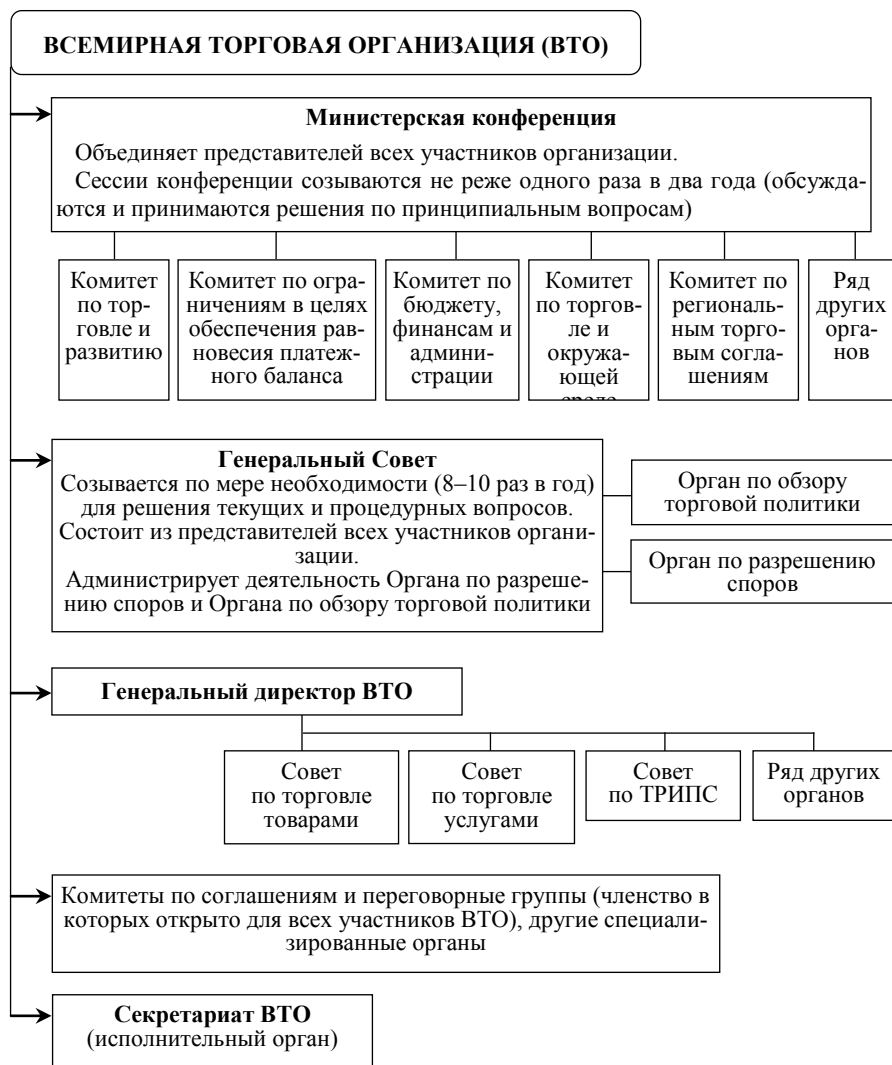 ВСЕМИРНАЯ ТОРГОВАЯ ОРГАНИЗАЦИЯ (ВТО)
Министерская конференция
Объединяет представителей всех участников организации.
Сессии конференции созываются не реже одного раза в два года (обсужда-
ются и принимаются решения по принципиальным вопросам)
Комитет
по тор-
говле и
развитию
Комитет по огра-
ничениям в целях
обеспечения рав-
новесия платеж-
ного баланса
Комитет по
бюджету,
финансам и
админи-
страции
Комитет
по торгов-
ле и
окружа-
ющей
среде
Комитет по
региональ-
ным торго-
вым согла-
шениям
Ряд
других
орга-
нов
Генеральный Совет
Созывается по мере необходимости (8–10 раз в год)
для решения текущих и процедурных вопросов.
Состоит из представителей всех участников органи-
зации.
Администрирует деятельность Органа по разреше-
нию споров и Органа по обзору торговой политики
Орган по обзору
торговой политики
Орган по разрешению
споров
Генеральный директор ВТО
Совет
по торговле
товарами
Совет
по торговле
услугами
Совет
по ТРИПС
Ряд других
органов
Комитеты по соглашениям и переговорные группы (членство в
которых открыто для всех участников ВТО), другие специали-
зированные органы
Секретариат ВТО
(исполнительный орган)